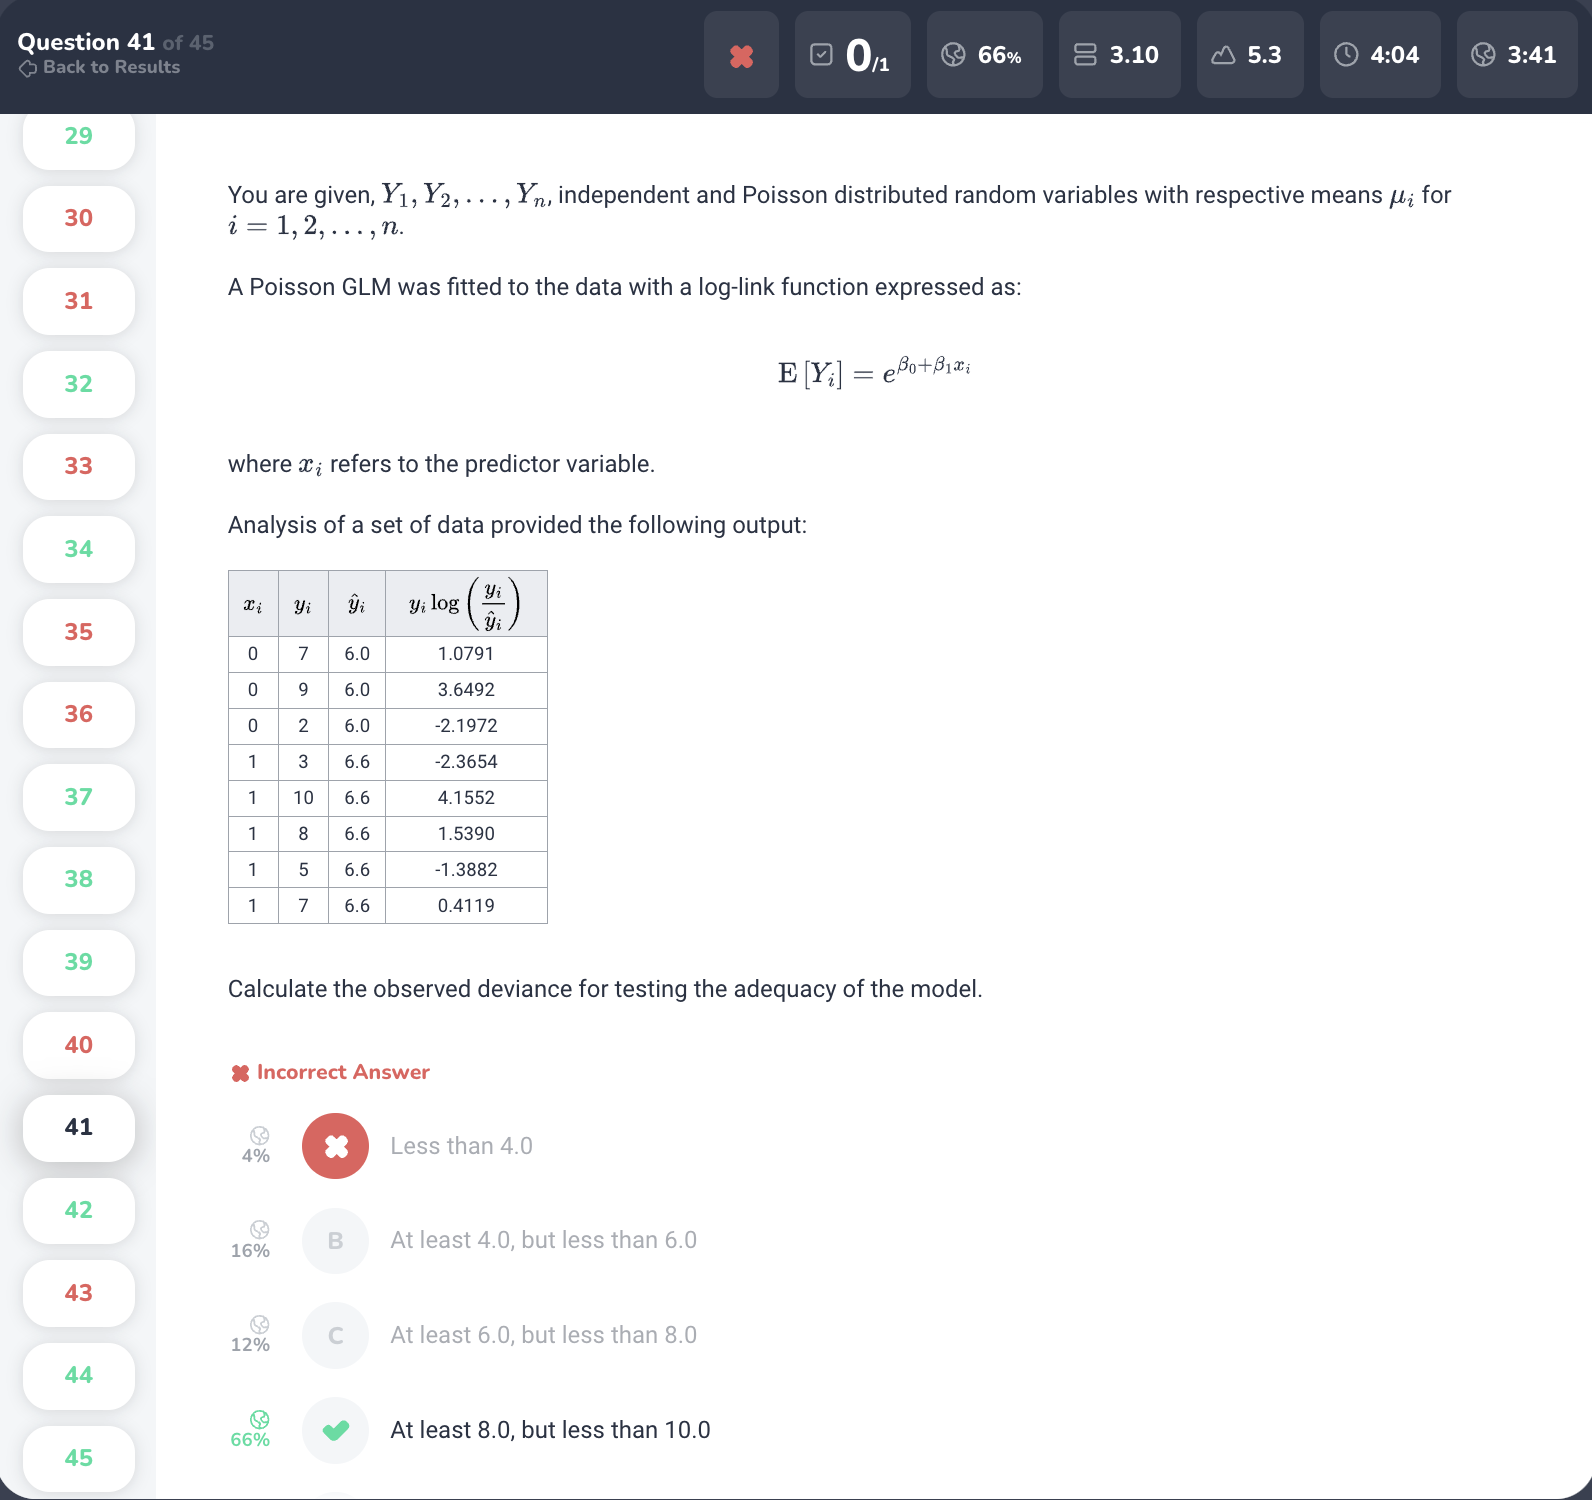 Question 41 of 45
Back to Results
0/1
66%
3.10
5.3
4:04
3:41
29
30
31
32
33
34
35
36
37
38
39
40
41
42
43
44
45
You are given, Y₁, Y₂, . . . , Yₙ, independent and Poisson distributed random variables with respective means μᵢ for
i = 1, 2, . . . , n.
A Poisson GLM was fitted to the data with a log-link function expressed as:
E [Yᵢ] = e^{β₀+β₁xᵢ}
where xᵢ refers to the predictor variable.
Analysis of a set of data provided the following output:
xᵢ yᵢ ŷᵢ yᵢ log (yᵢ/ŷᵢ)
0 7 6.0 1.0791
0 9 6.0 3.6492
0 2 6.0 -2.1972
1 3 6.6 -2.3654
1 10 6.6 4.1552
1 8 6.6 1.5390
1 5 6.6 -1.3882
1 7 6.6 0.4119
Calculate the observed deviance for testing the adequacy of the model.
Incorrect Answer
4% Less than 4.0
16% B At least 4.0, but less than 6.0
12% C At least 6.0, but less than 8.0
66% At least 8.0, but less than 10.0